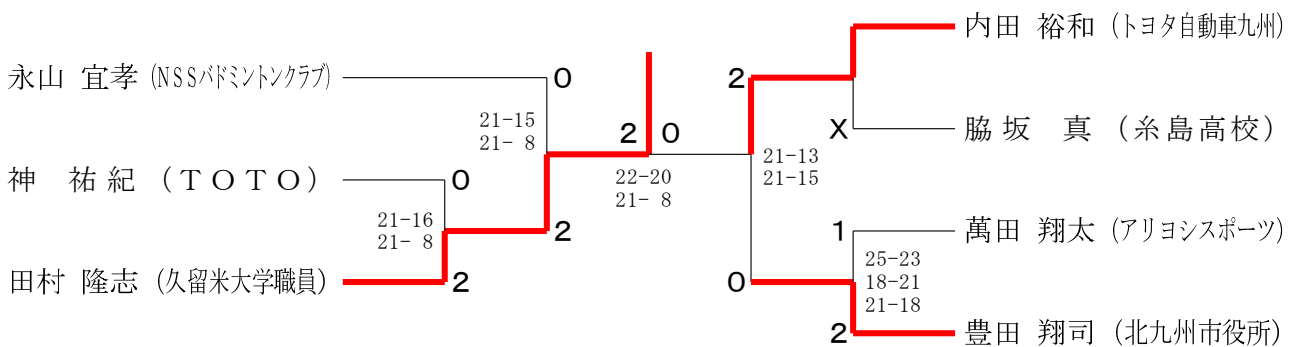 内田 裕和 (トヨタ自動車九州)
永山 宜孝 (NSSバドミントンクラブ)
0
2
21-15
21- 8
2 0
X
脇坂 真 (糸島高校)
神 祐紀 (TOTO)
0
22-20
21- 8
21-13
21-15
21-16
21- 8
2
1
萬田 翔太 (アリヨシスポーツ)
田村 隆志 (久留米大学職員)
2
0
25-23
18-21
21-18
2
豊田 翔司 (北九州市役所)